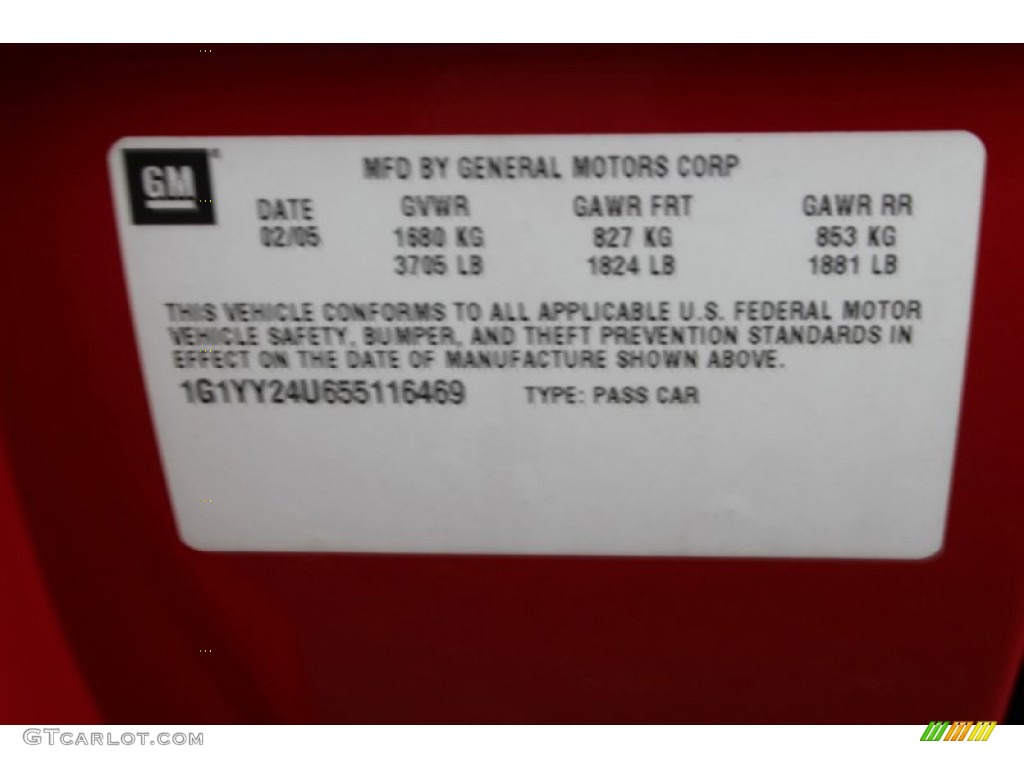 GM
MFD BY GENERAL MOTORS CORP
DATE GVWR GAWR FRT GAWR RR
02/05 1680 KG 827 KG 853 KG
3705 LB 1824 LB 1881 LB
THIS VEHICLE CONFORMS TO ALL APPLICABLE U.S. FEDERAL MOTOR
VEHICLE SAFETY, BUMPER, AND THEFT PREVENTION STANDARDS IN
EFFECT ON THE DATE OF MANUFACTURE SHOWN ABOVE.
1G1YY24U655116469 TYPE: PASS CAR
GTCARLOT.COM